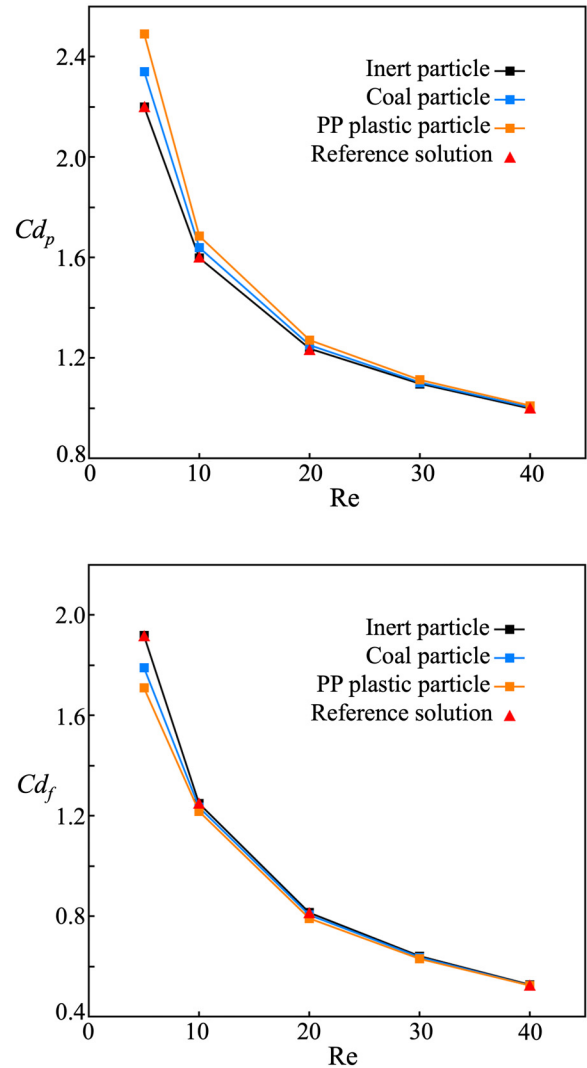 2.4
2.0
1.6
1.2
0.8
Cd_p
Inert particle
Coal particle
PP plastic particle
Reference solution
0 10 20 30 40
Re
2.0
1.6
1.2
0.8
0.4
Cd_f
Inert particle
Coal particle
PP plastic particle
Reference solution
0 10 20 30 40
Re